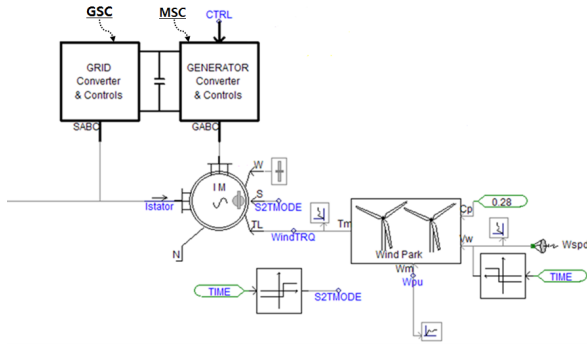 GSC
MSC
CTRL
GRID
Converter
& Controls
GENERATOR
Converter
& Controls
SABC
GABC
I M
W
S
S2TMODE
TL
Istator
N
WindTRQ
Tm
Cp
0.28
Vw
Wspd
Wind Park
Wm
Wpu
TIME
S2TMODE
TIME